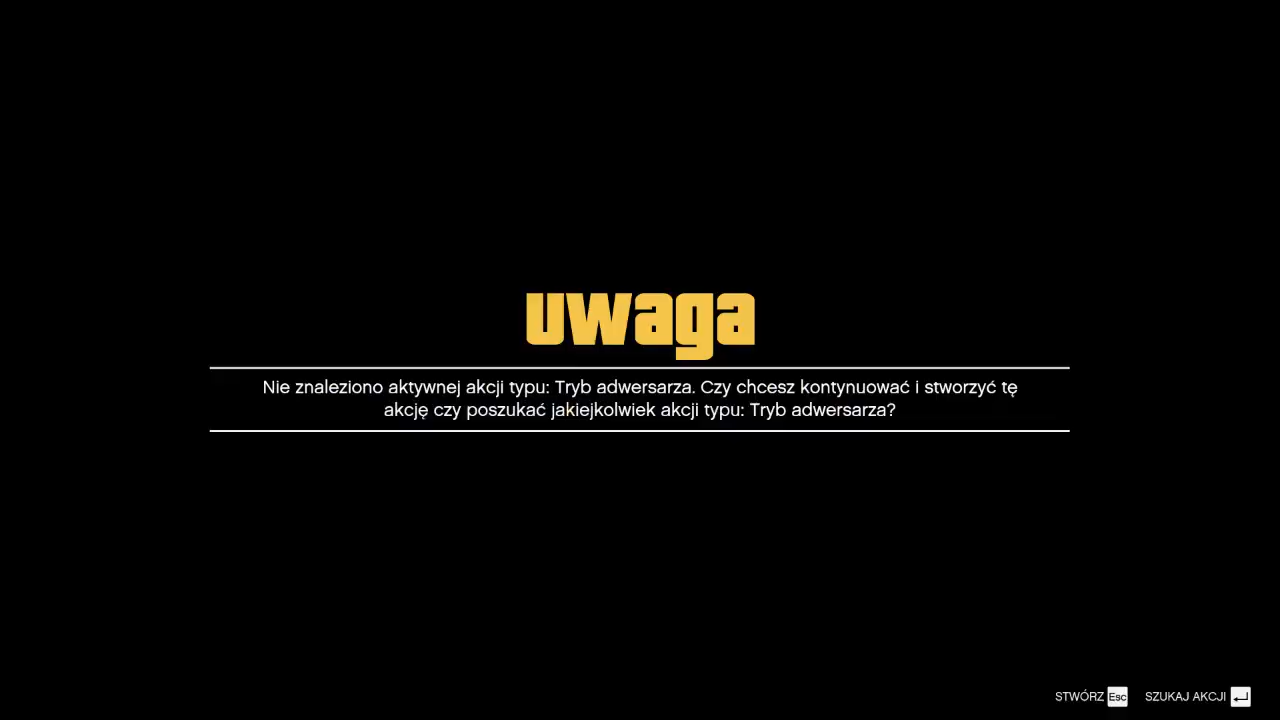 uwaga
Nie znaleziono aktywnej akcji typu: Tryb adwersarza. Czy chcesz kontynuować i stworzyć tę
akcję czy poszukać jakiejkolwiek akcji typu: Tryb adwersarza?
STWÓRZ Esc SZUKAJ AKCJI